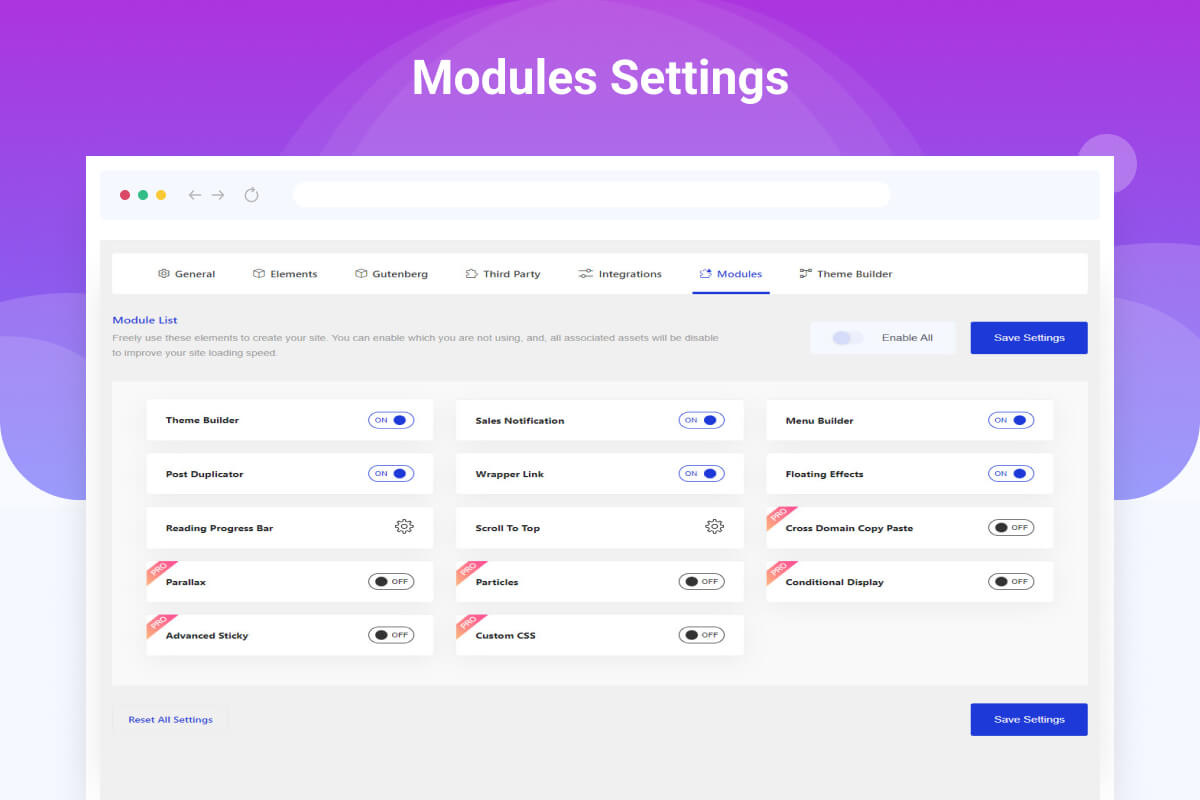 Modules Settings
General Elements Gutenberg Third Party Integrations Modules Theme Builder
Module List
Freely use these elements to create your site. You can enable which you are not using, and, all associated assets will be disable
to improve your site loading speed.
Enable All
Save Settings
Theme Builder ON
Sales Notification ON
Menu Builder ON
Post Duplicator ON
Wrapper Link ON
Floating Effects ON
Reading Progress Bar
Scroll To Top
PRO
Cross Domain Copy Paste OFF
PRO
Parallax OFF
PRO
Particles OFF
PRO
Conditional Display OFF
PRO
Advanced Sticky OFF
PRO
Custom CSS OFF
Reset All Settings
Save Settings